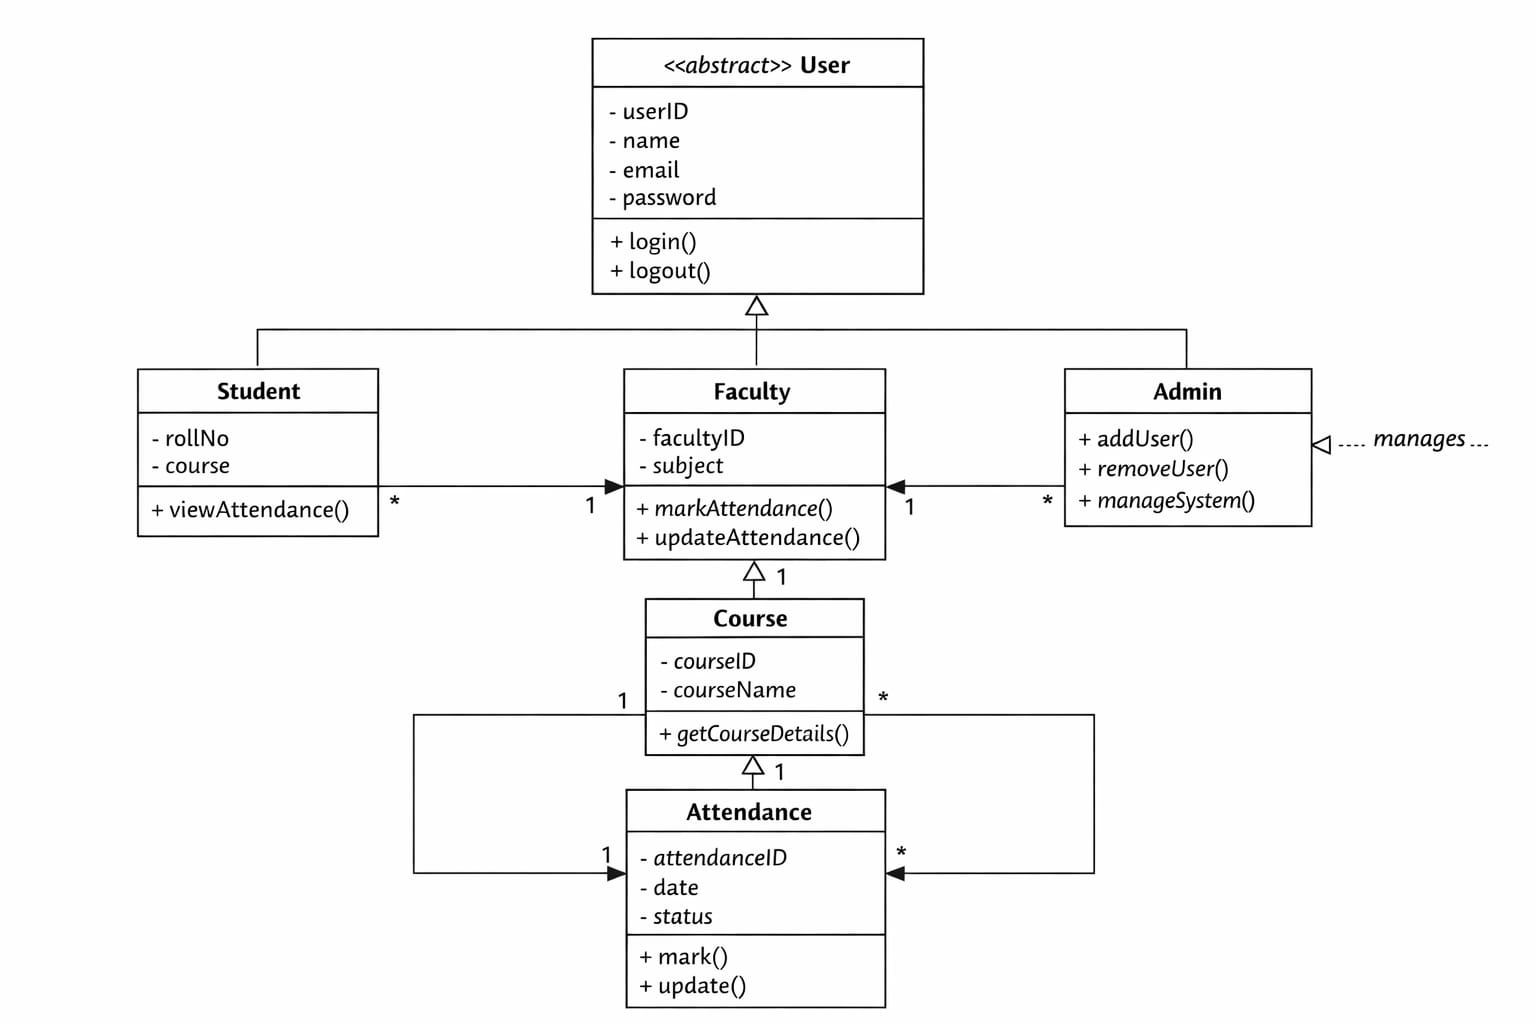 <<abstract>> User
- userID
- name
- email
- password
+ login()
+ logout()
Student
- rollNo
- course
+ viewAttendance()
*
1
Faculty
- facultyID
- subject
+ markAttendance()
+ updateAttendance()
1
*
Admin
+ addUser()
+ removeUser()
+ manageSystem()
manages
1
Course
- courseID
- courseName
+ getCourseDetails()
1
*
1
Attendance
- attendanceID
- date
- status
+ mark()
+ update()
1
*